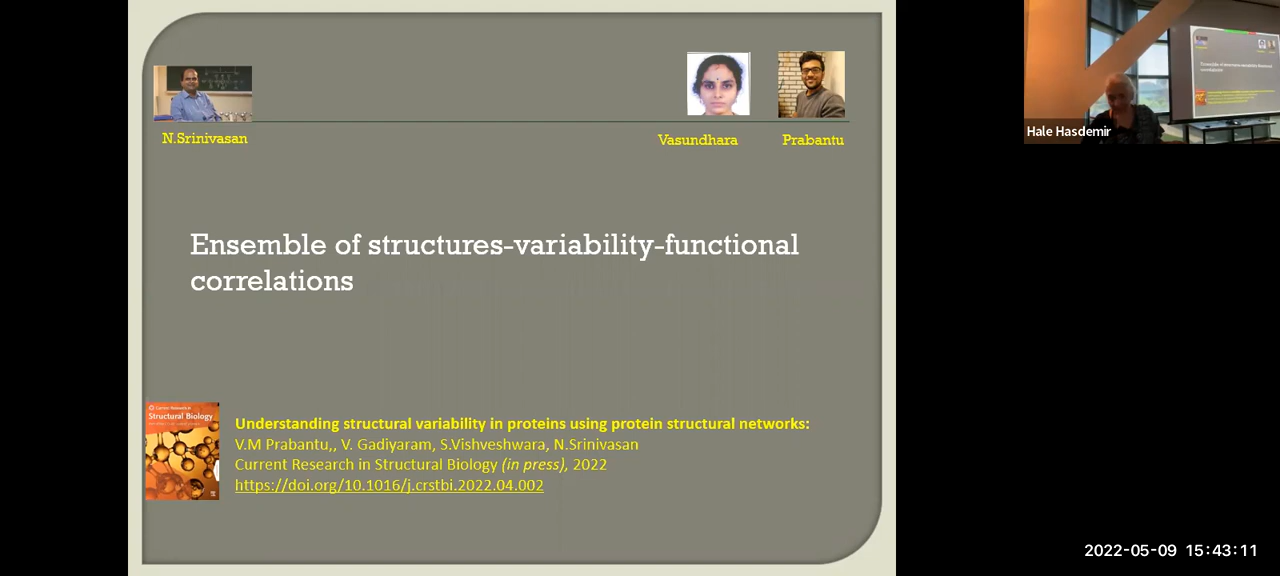 N.Srinivasan
Vasundhara
Prabantu
Ensemble of structures-variability-functional
correlations
Structural Biology
Understanding structural variability in proteins using protein structural networks:
V.M Prabantu,, V. Gadiyaram, S.Vishveshwara, N.Srinivasan
Current Research in Structural Biology (in press), 2022
https://doi.org/10.1016/j.crstbi.2022.04.002
Hale Hasdemir
2022-05-09 15:43:11